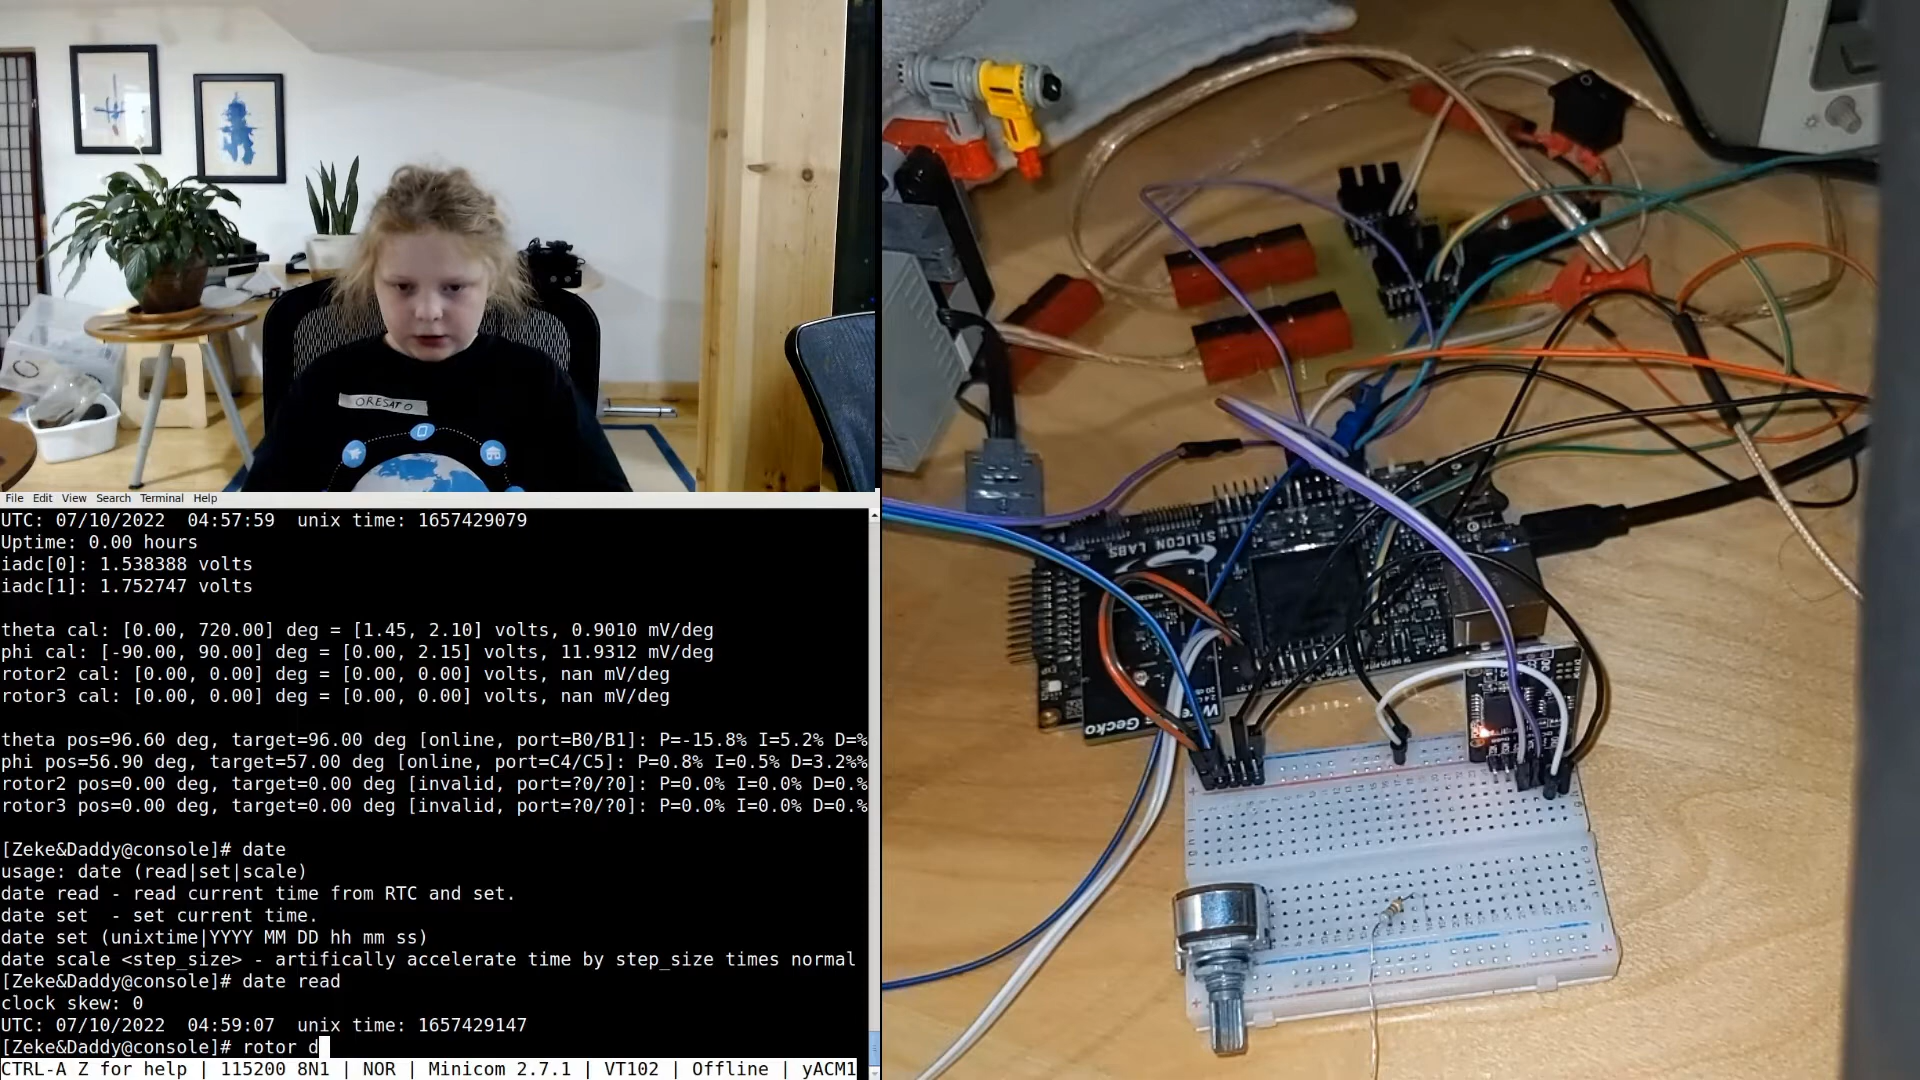 ORESAT 0
File Edit View Search Terminal Help
UTC: 07/10/2022  04:57:59  unix time: 1657429079
Uptime: 0.00 hours
iadc[0]: 1.538388 volts
iadc[1]: 1.752747 volts
theta cal: [0.00, 720.00] deg = [1.45, 2.10] volts, 0.9010 mV/deg
phi cal: [-90.00, 90.00] deg = [0.00, 2.15] volts, 11.9312 mV/deg
rotor2 cal: [0.00, 0.00] deg = [0.00, 0.00] volts, nan mV/deg
rotor3 cal: [0.00, 0.00] deg = [0.00, 0.00] volts, nan mV/deg
theta pos=96.60 deg, target=96.00 deg [online, port=B0/B1]: P=-15.8% I=5.2% D=%
phi pos=56.90 deg, target=57.00 deg [online, port=C4/C5]: P=0.8% I=0.5% D=3.2%%
rotor2 pos=0.00 deg, target=0.00 deg [invalid, port=?0/?0]: P=0.0% I=0.0% D=0.%
rotor3 pos=0.00 deg, target=0.00 deg [invalid, port=?0/?0]: P=0.0% I=0.0% D=0.%
[Zeke&Daddy@console]# date
usage: date (read|set|scale)
date read - read current time from RTC and set.
date set  - set current time.
date set (unixtime|YYYY MM DD hh mm ss)
date scale <step_size> - artifically accelerate time by step_size times normal
[Zeke&Daddy@console]# date read
clock skew: 0
UTC: 07/10/2022  04:59:07  unix time: 1657429147
[Zeke&Daddy@console]# rotor d
CTRL-A Z for help | 115200 8N1 | NOR | Minicom 2.7.1 | VT102 | Offline | yACM1
SILICON LABS
Gecko